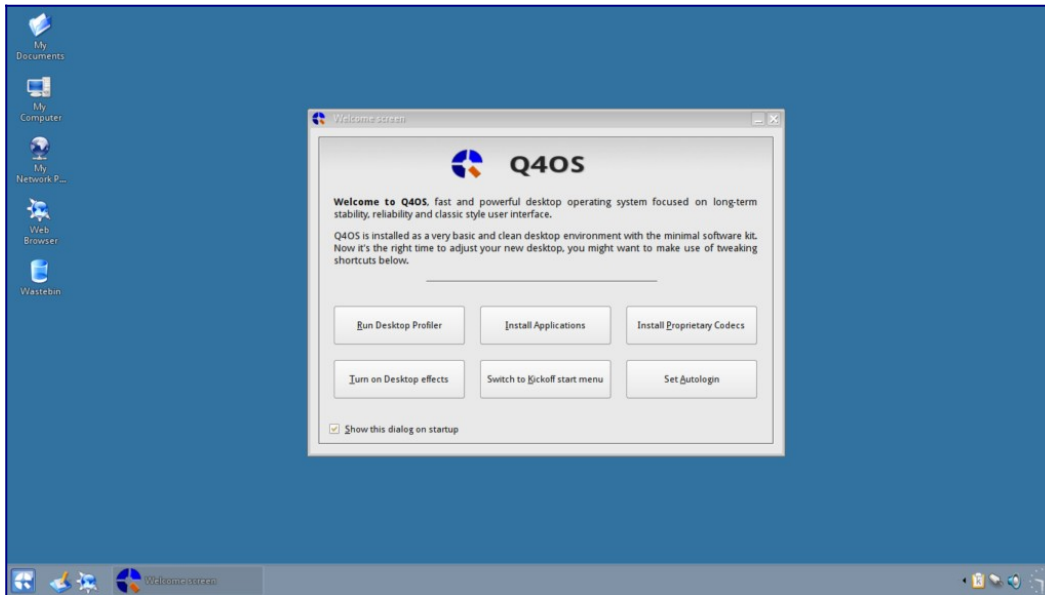 My
Documents
My
Computer
My
Network P...
Web
Browser
Wastebin
Welcome screen
Q4OS
Welcome to Q4OS, fast and powerful desktop operating system focused on long-term
stability, reliability and classic style user interface.
Q4OS is installed as a very basic and clean desktop environment with the minimal software kit.
Now it's the right time to adjust your new desktop, you might want to make use of tweaking
shortcuts below.
Run Desktop Profiler
Install Applications
Install Proprietary Codecs
Turn on Desktop effects
Switch to Kickoff start menu
Set Autologin
Show this dialog on startup
Welcome screen